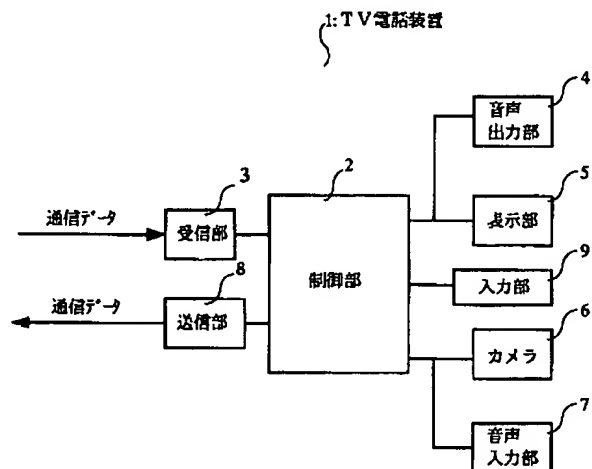 1:TV電話装置
4
音声
出力部
5
表示部
3
2
通信データ
受信部
制御部
9
入力部
8
通信データ
送信部
6
カメラ
7
音声
入力部